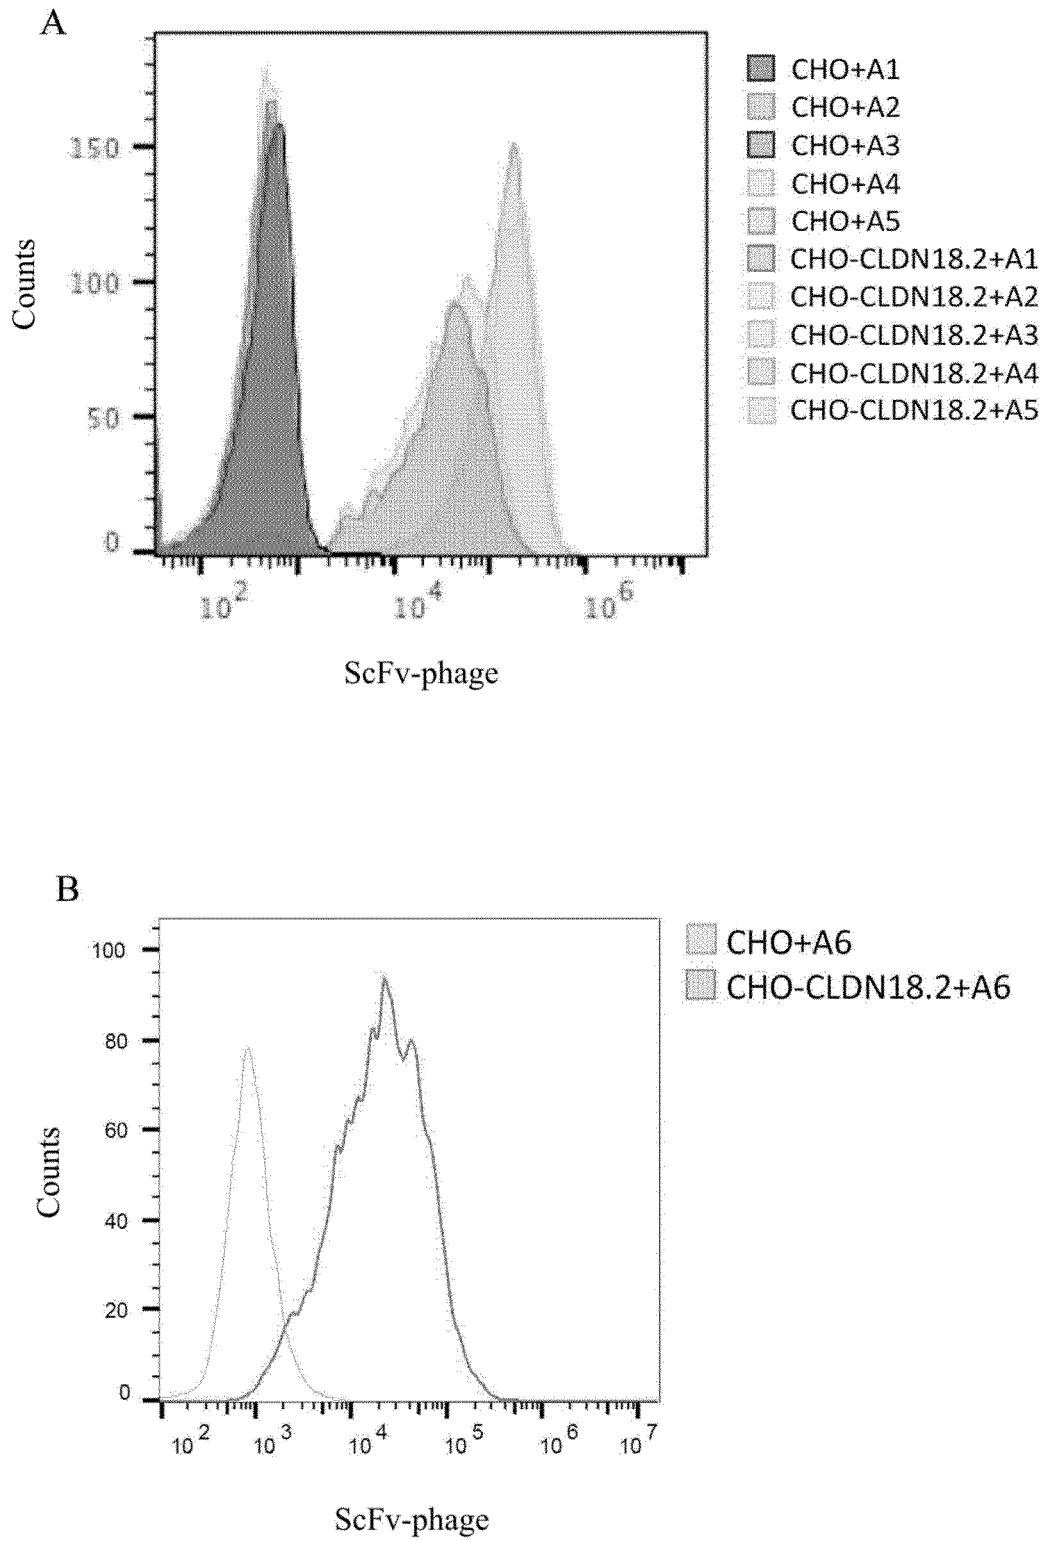 A
150
100
50
0
10^2
10^4
10^6
Counts
ScFv-phage
CHO+A1
CHO+A2
CHO+A3
CHO+A4
CHO+A5
CHO-CLDN18.2+A1
CHO-CLDN18.2+A2
CHO-CLDN18.2+A3
CHO-CLDN18.2+A4
CHO-CLDN18.2+A5
B
100
80
60
40
20
0
10^2
10^3
10^4
10^5
10^6
10^7
Counts
ScFv-phage
CHO+A6
CHO-CLDN18.2+A6